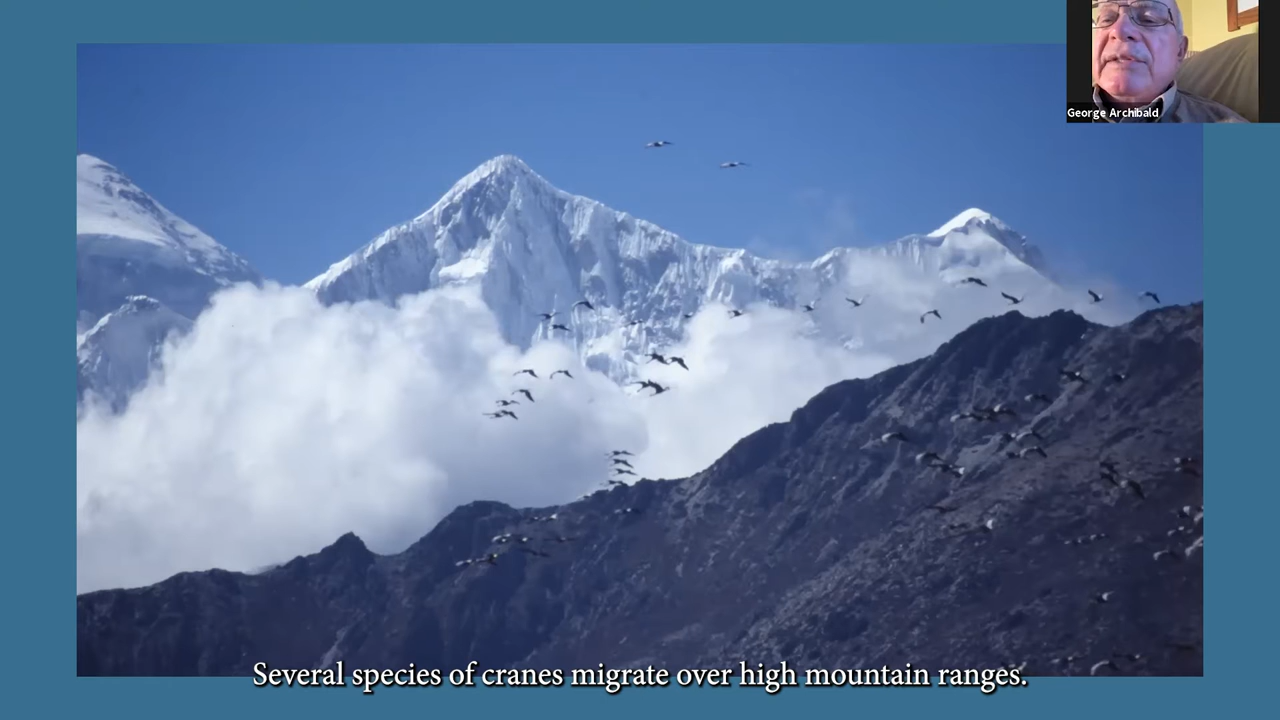 George Archibald
Several species of cranes migrate over high mountain ranges.